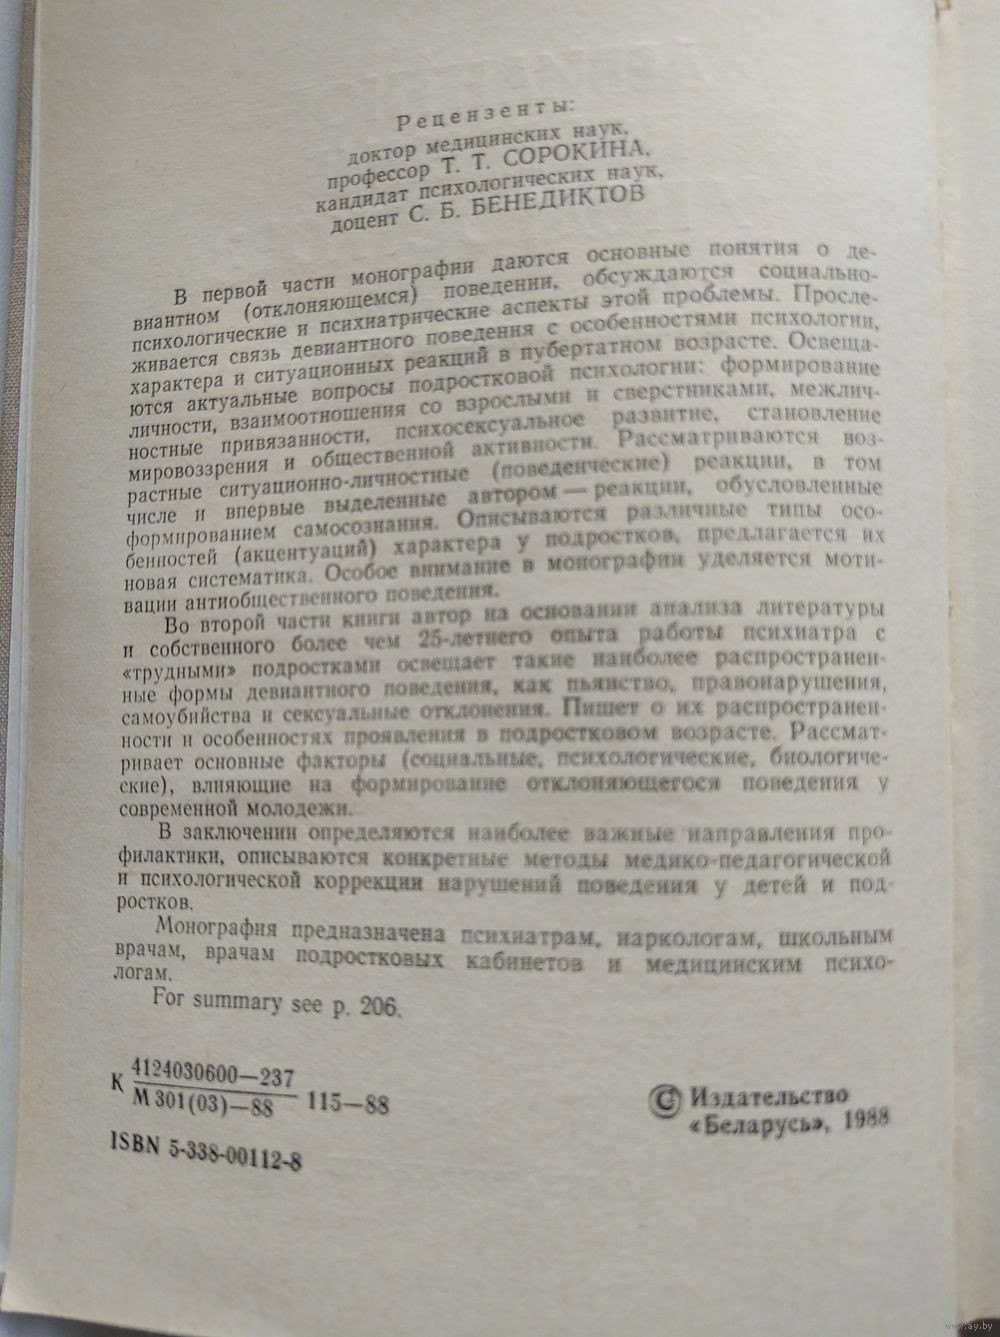 Рецензенты:
доктор медицинских наук,
профессор Т. Т. СОРОКИНА,
кандидат психологических наук,
доцент С. Б. БЕНЕДИКТОВ
В первой части монографии даются основные понятия о де-
виантном (отклоняющемся) поведении, обсуждаются социально-
психологические и психиатрические аспекты этой проблемы. Просле-
живается связь девиантного поведения с особенностями психологии,
характера и ситуационных реакций в пубертатном возрасте. Освеща-
ются актуальные вопросы подростковой психологии: формирование
личности, взаимоотношения со взрослыми и сверстниками, межлич-
ностные привязанности, психосексуальное развитие, становление
мировоззрения и общественной активности. Рассматриваются воз-
растные ситуационно-личностные (поведенческие) реакции, в том
числе и впервые выделенные автором — реакции, обусловленные
формированием самосознания. Описываются различные типы осо-
бенностей (акцентуаций) характера у подростков, предлагается их
новая систематика. Особое внимание в монографии уделяется моти-
вации антиобщественного поведения.
Во второй части книги автор на основании анализа литературы
и собственного более чем 25-летнего опыта работы психиатра с
«трудными» подростками освещает такие наиболее распространен-
ные формы девиантного поведения, как пьянство, правонарушения,
самоубийства и сексуальные отклонения. Пишет о их распространен-
ности и особенностях проявления в подростковом возрасте. Рассмат-
ривает основные факторы (социальные, психологические, биологиче-
ские), влияющие на формирование отклоняющегося поведения у
современной молодежи.
В заключении определяются наиболее важные направления про-
филактики, описываются конкретные методы медико-педагогической
и психологической коррекции нарушений поведения у детей и под-
ростков.
Монография предназначена психиатрам, наркологам, школьным
врачам, врачам подростковых кабинетов и медицинским психо-
логам.
For summary see p. 206.
К 4124030600—237
М 301(03)—88 115—88
© Издательство
«Беларусь», 1988
ISBN 5-338-00112-8
www.ay.by